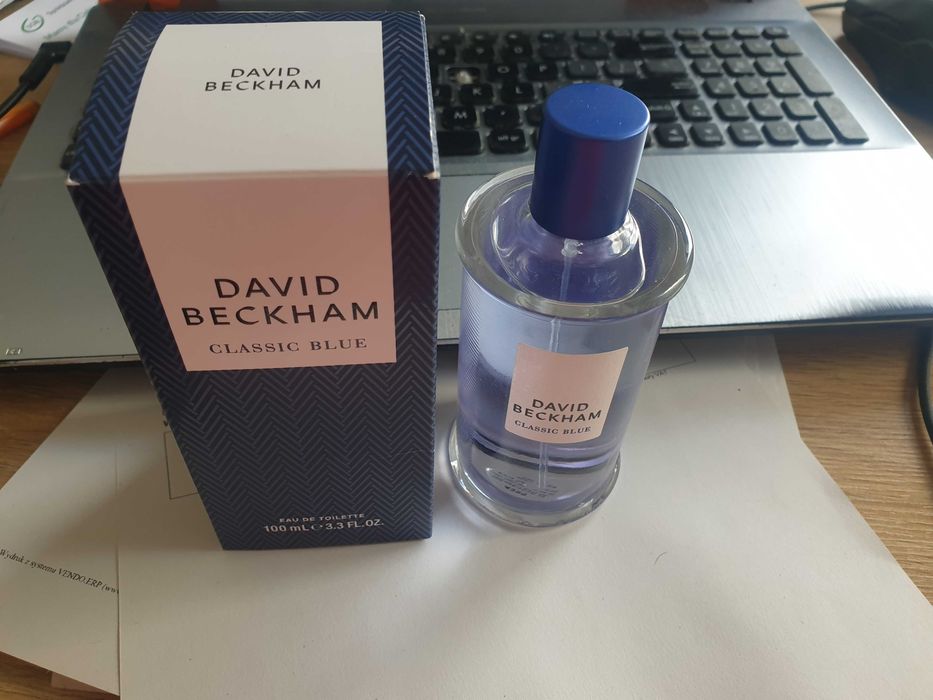 DAVID
BECKHAM
DAVID
BECKHAM
CLASSIC BLUE
EAU DE TOILETTE
100 mL ℮ 3.3 FL.OZ.
DAVID
BECKHAM
CLASSIC BLUE
Wydruk z systemu VENDO.ERP (www
O
P
K
L
M